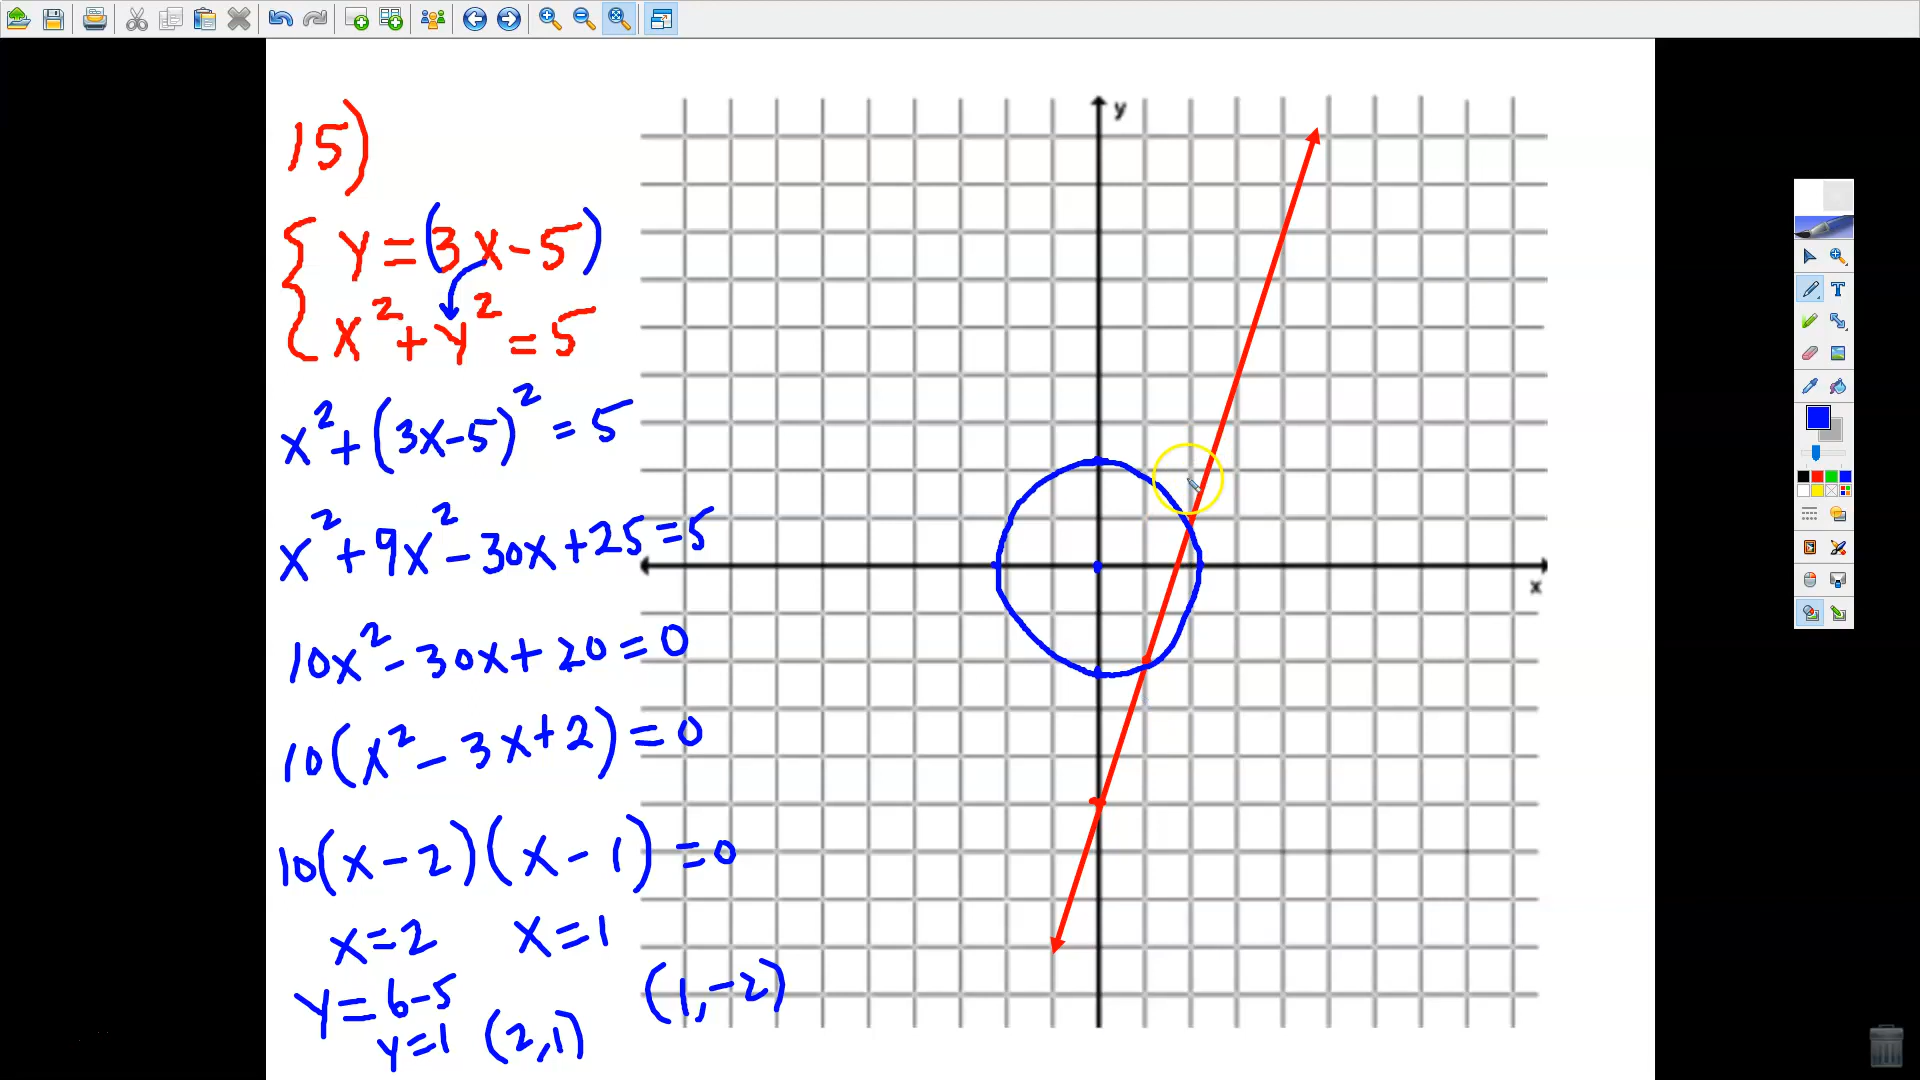 15)
y=(3x-5)
x²+y²=5
x²+(3x-5)²=5
x²+9x²-30x+25=5
10x²-30x+20=0
10(x²-3x+2)=0
10(x-2)(x-1)=0
x=2 x=1
y=6-5 (1,-2)
y=1 (2,1)
y
x
T